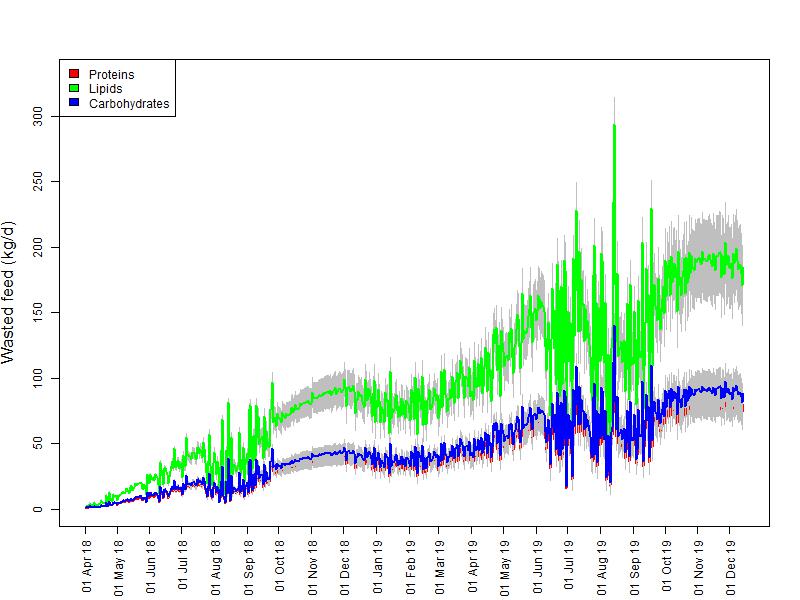 Proteins
Lipids
Carbohydrates
Wasted feed (kg/d)
300
250
200
150
100
50
0
01 Apr 18
01 May 18
01 Jun 18
01 Jul 18
01 Aug 18
01 Sep 18
01 Oct 18
01 Nov 18
01 Dec 18
01 Jan 19
01 Feb 19
01 Mar 19
01 Apr 19
01 May 19
01 Jun 19
01 Jul 19
01 Aug 19
01 Sep 19
01 Oct 19
01 Nov 19
01 Dec 19